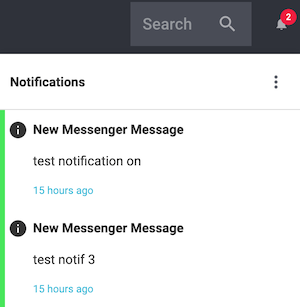 Search
2
Notifications
New Messenger Message
test notification on
15 hours ago
New Messenger Message
test notif 3
15 hours ago